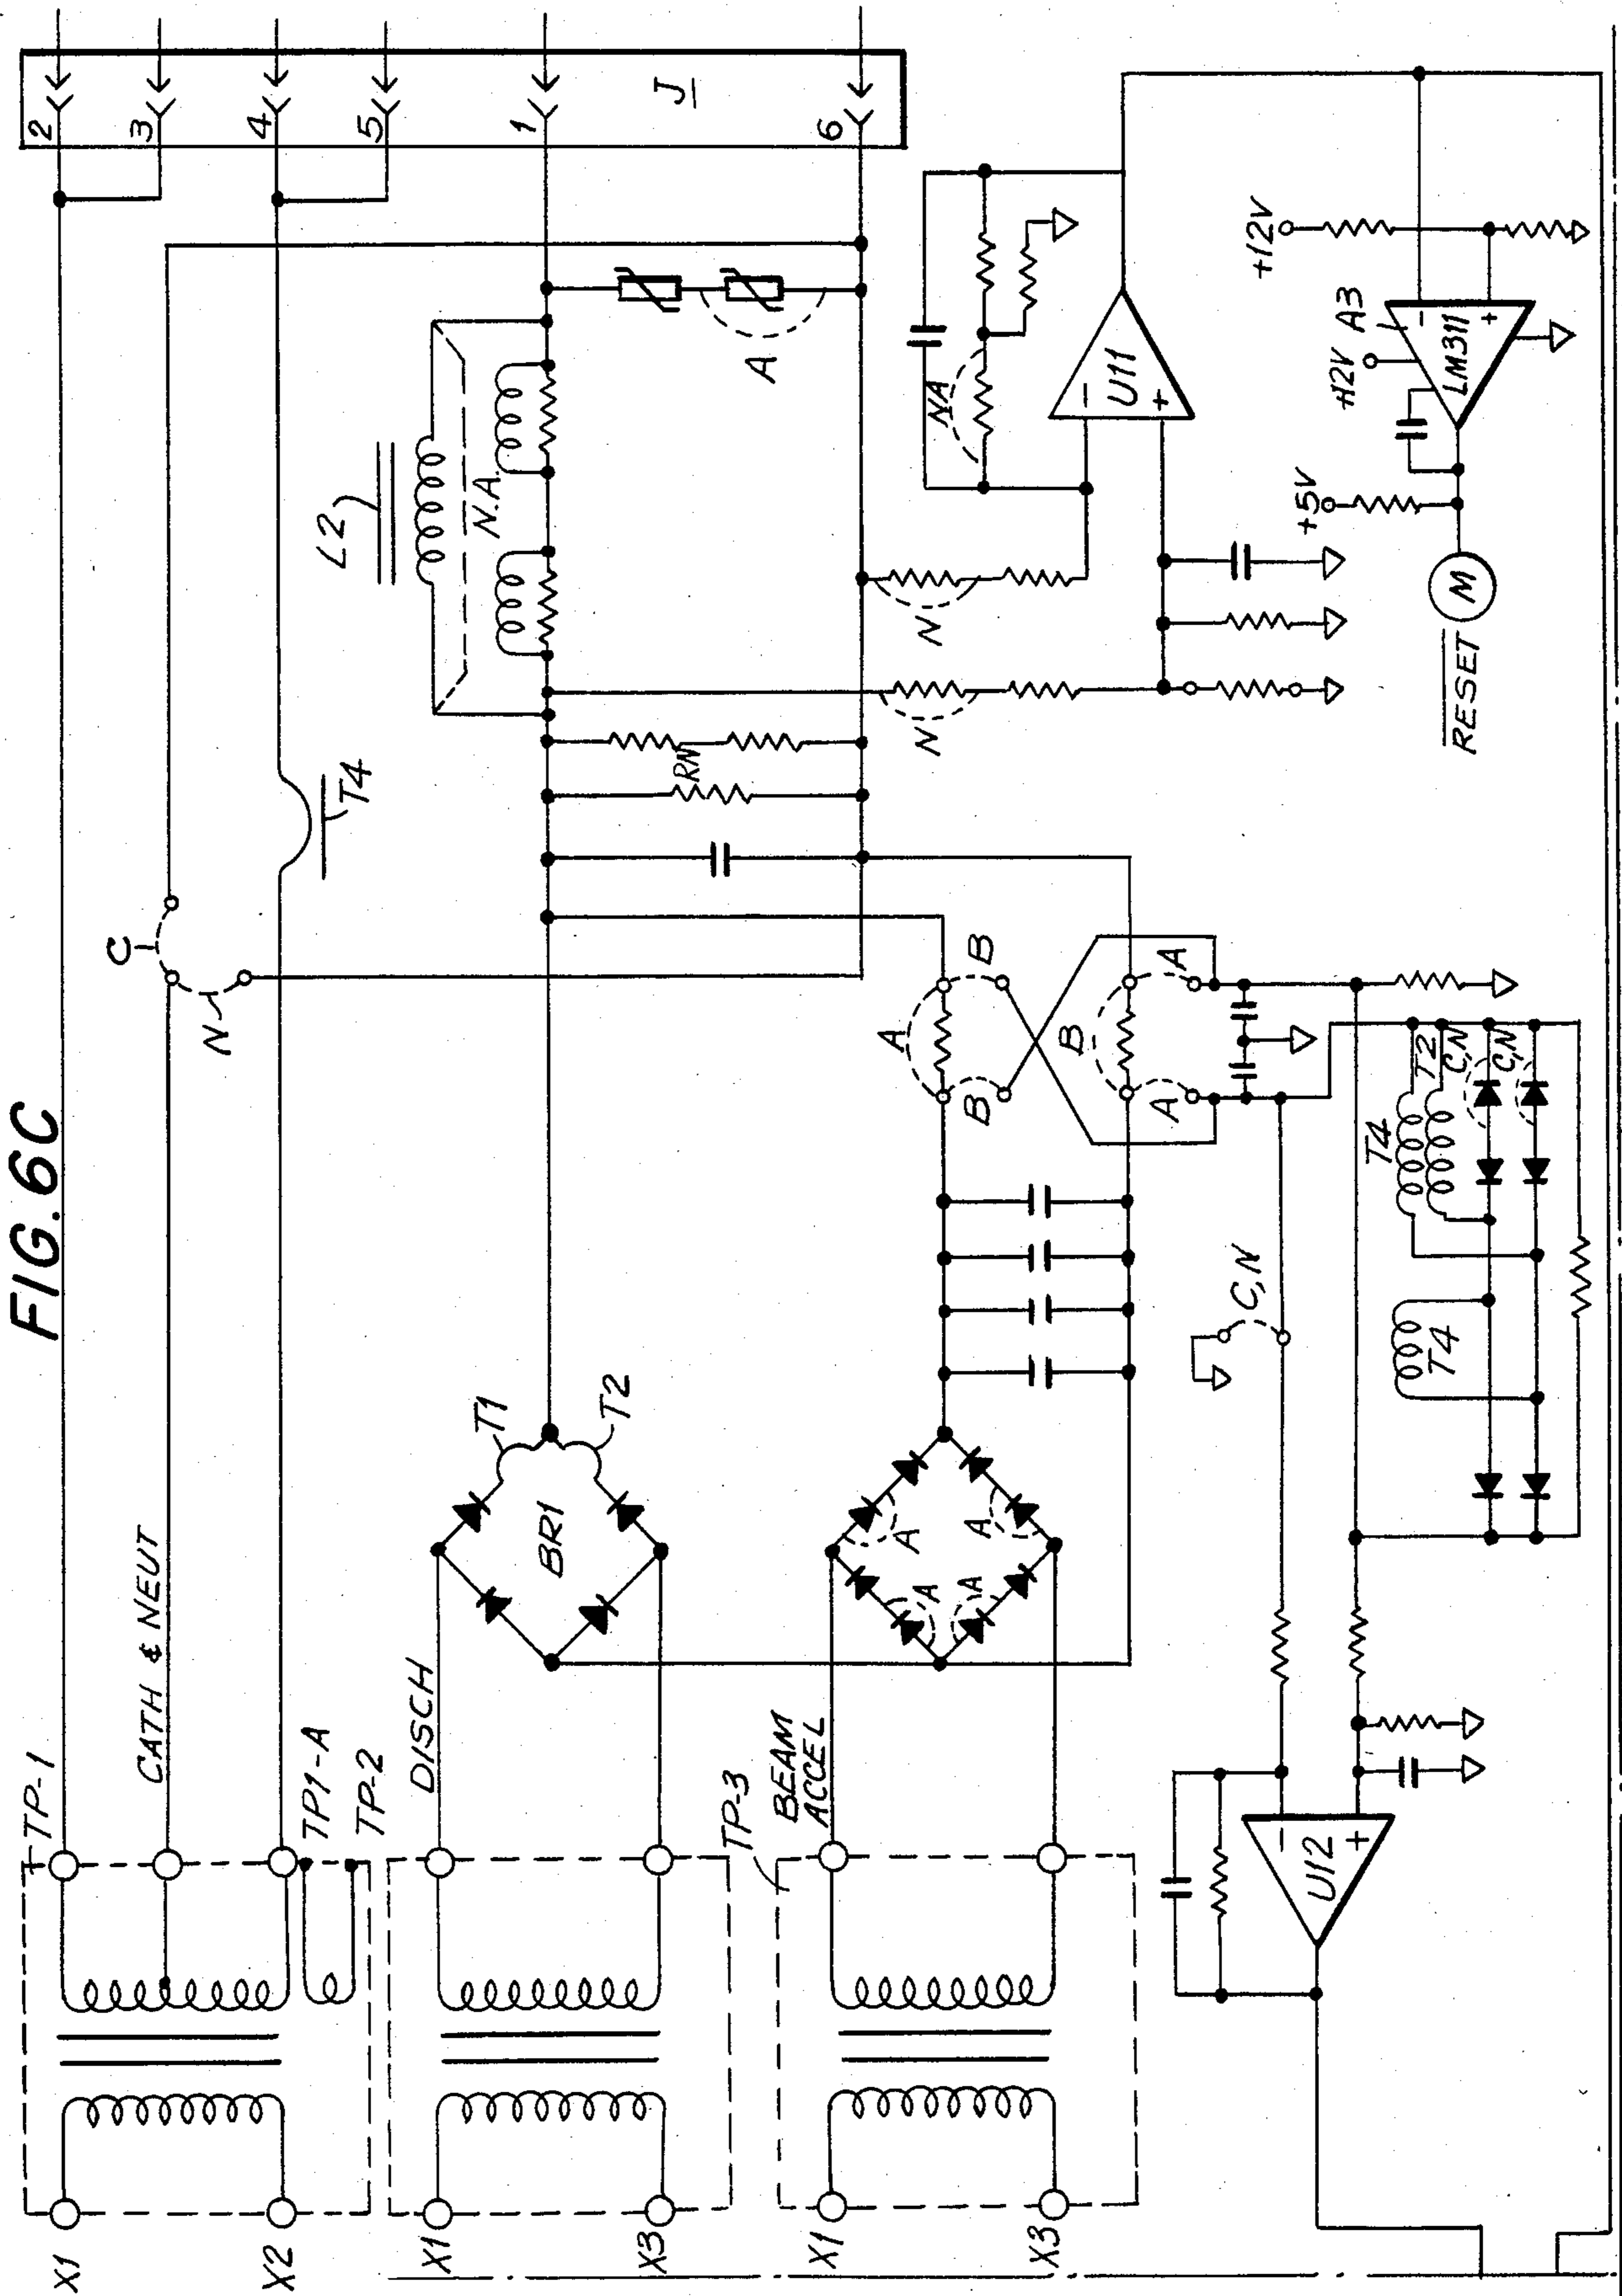 FIG. 6C
TP-1
X1
X2
CATH & NEUT
TP1-A
TP-2
N
C
T4
2
3
4
5
1
6
J
DISCH
X1
X3
TP-3
BR1
T1
T2
L2
N.A.
A
RN
N
N
BEAM
ACCEL
X1
X3
A
A
A
A
A
B
B
B
A
A
NA
U11
−
+
+12V
+12V
A3
LM311
−
+
+5V
M
RESET
C,N
U12
−
+
T4
T4
T2
C,N
C,N